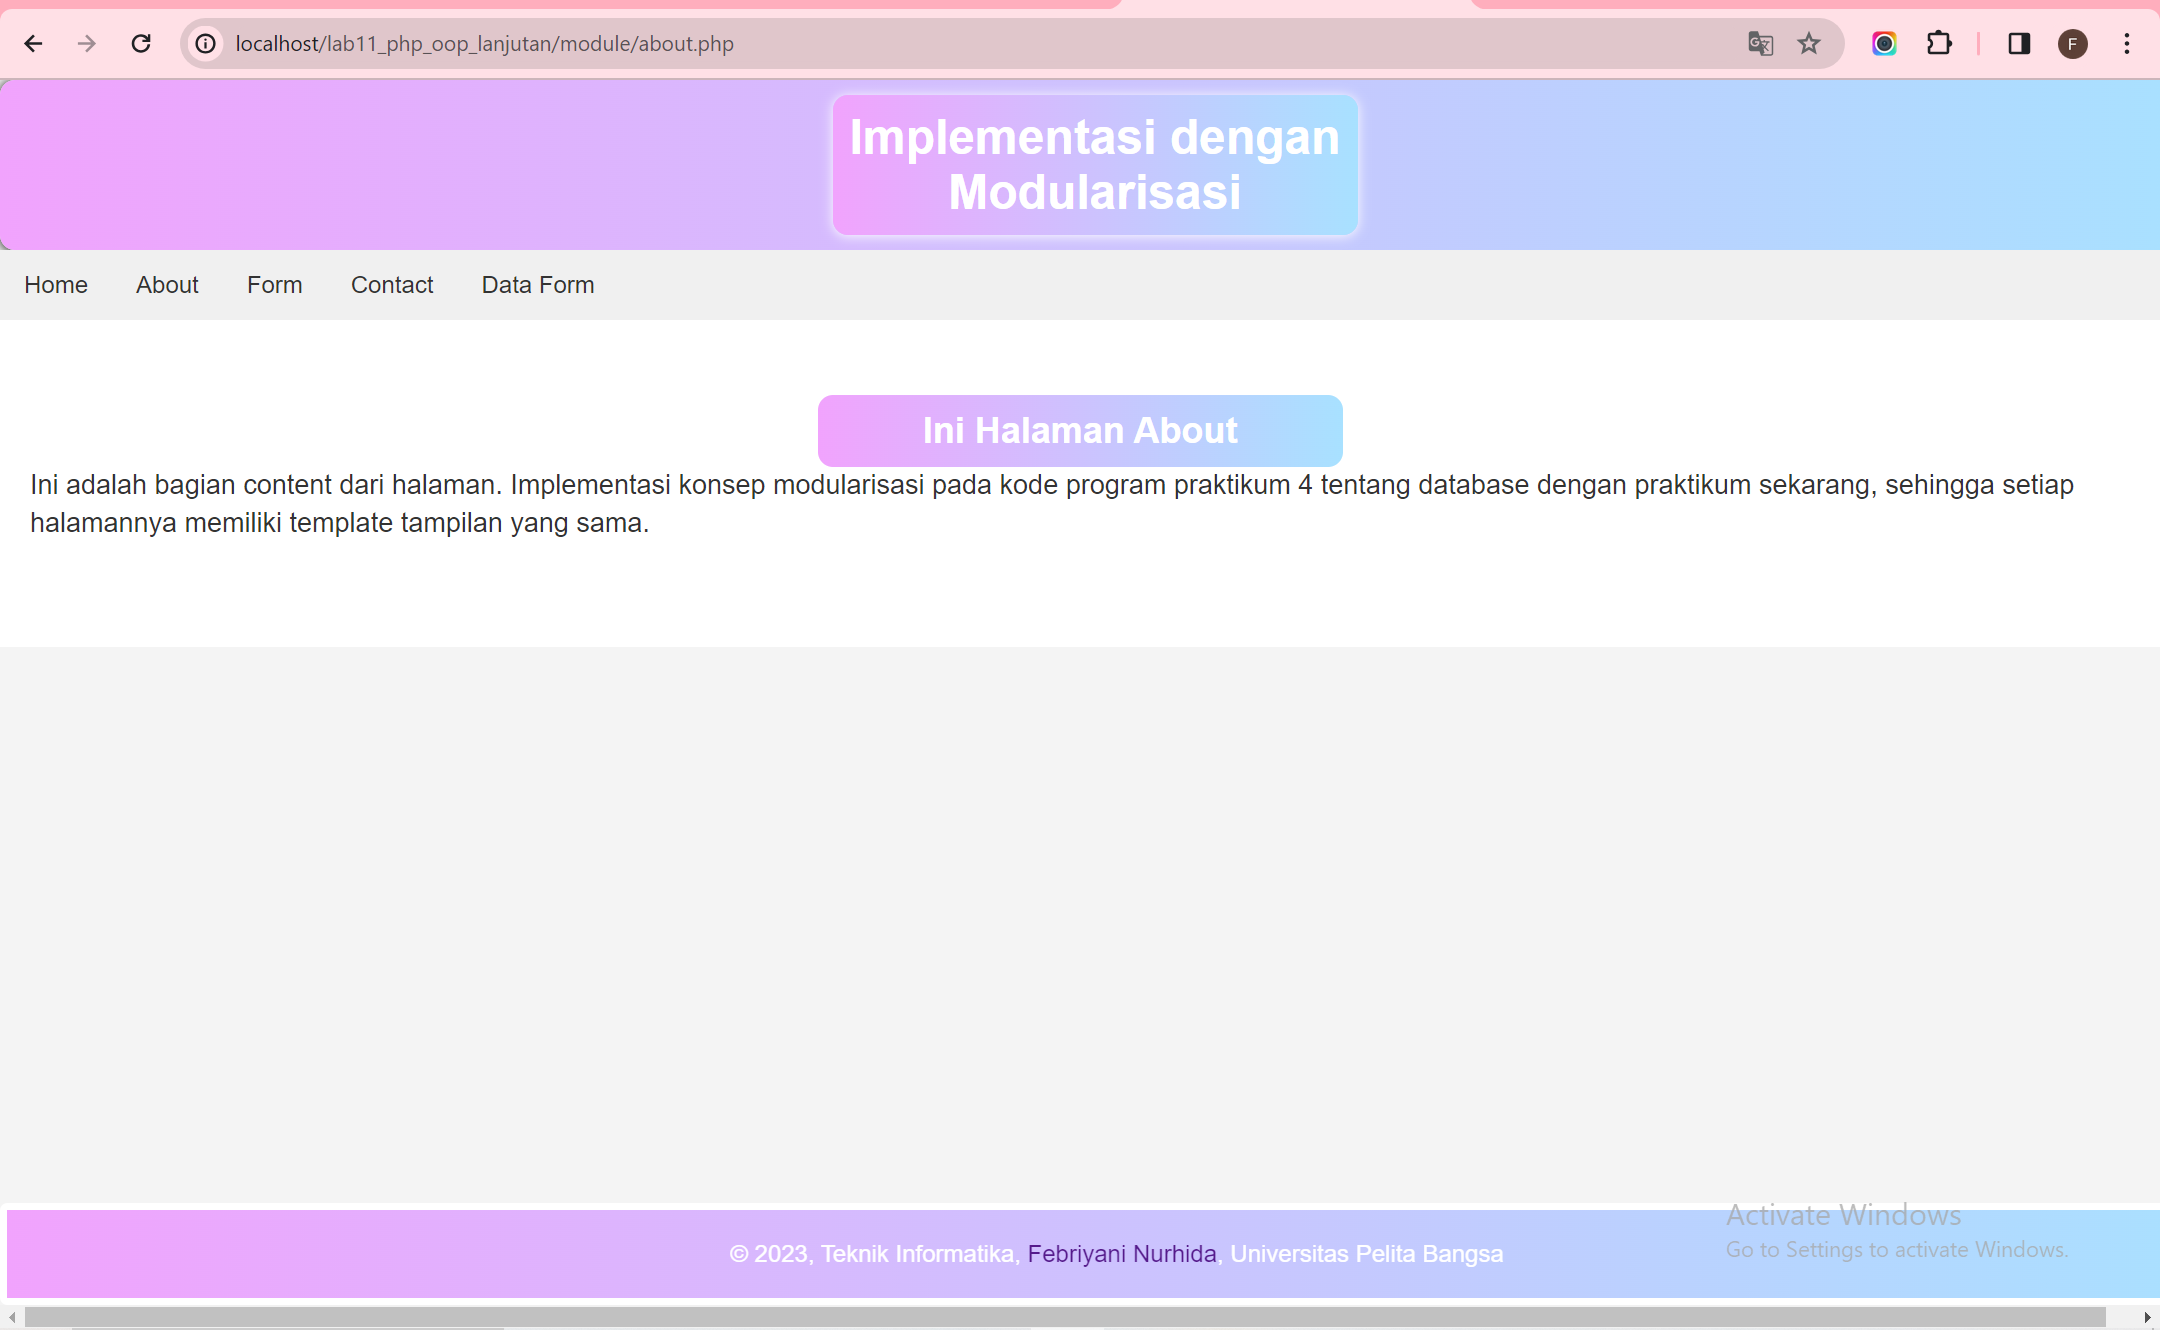 localhost/lab11_php_oop_lanjutan/module/about.php
F
Implementasi dengan
Modularisasi
Home About Form Contact Data Form
Ini Halaman About
Ini adalah bagian content dari halaman. Implementasi konsep modularisasi pada kode program praktikum 4 tentang database dengan praktikum sekarang, sehingga setiap
halamannya memiliki template tampilan yang sama.
Activate Windows
Go to Settings to activate Windows.
© 2023, Teknik Informatika, Febriyani Nurhida, Universitas Pelita Bangsa